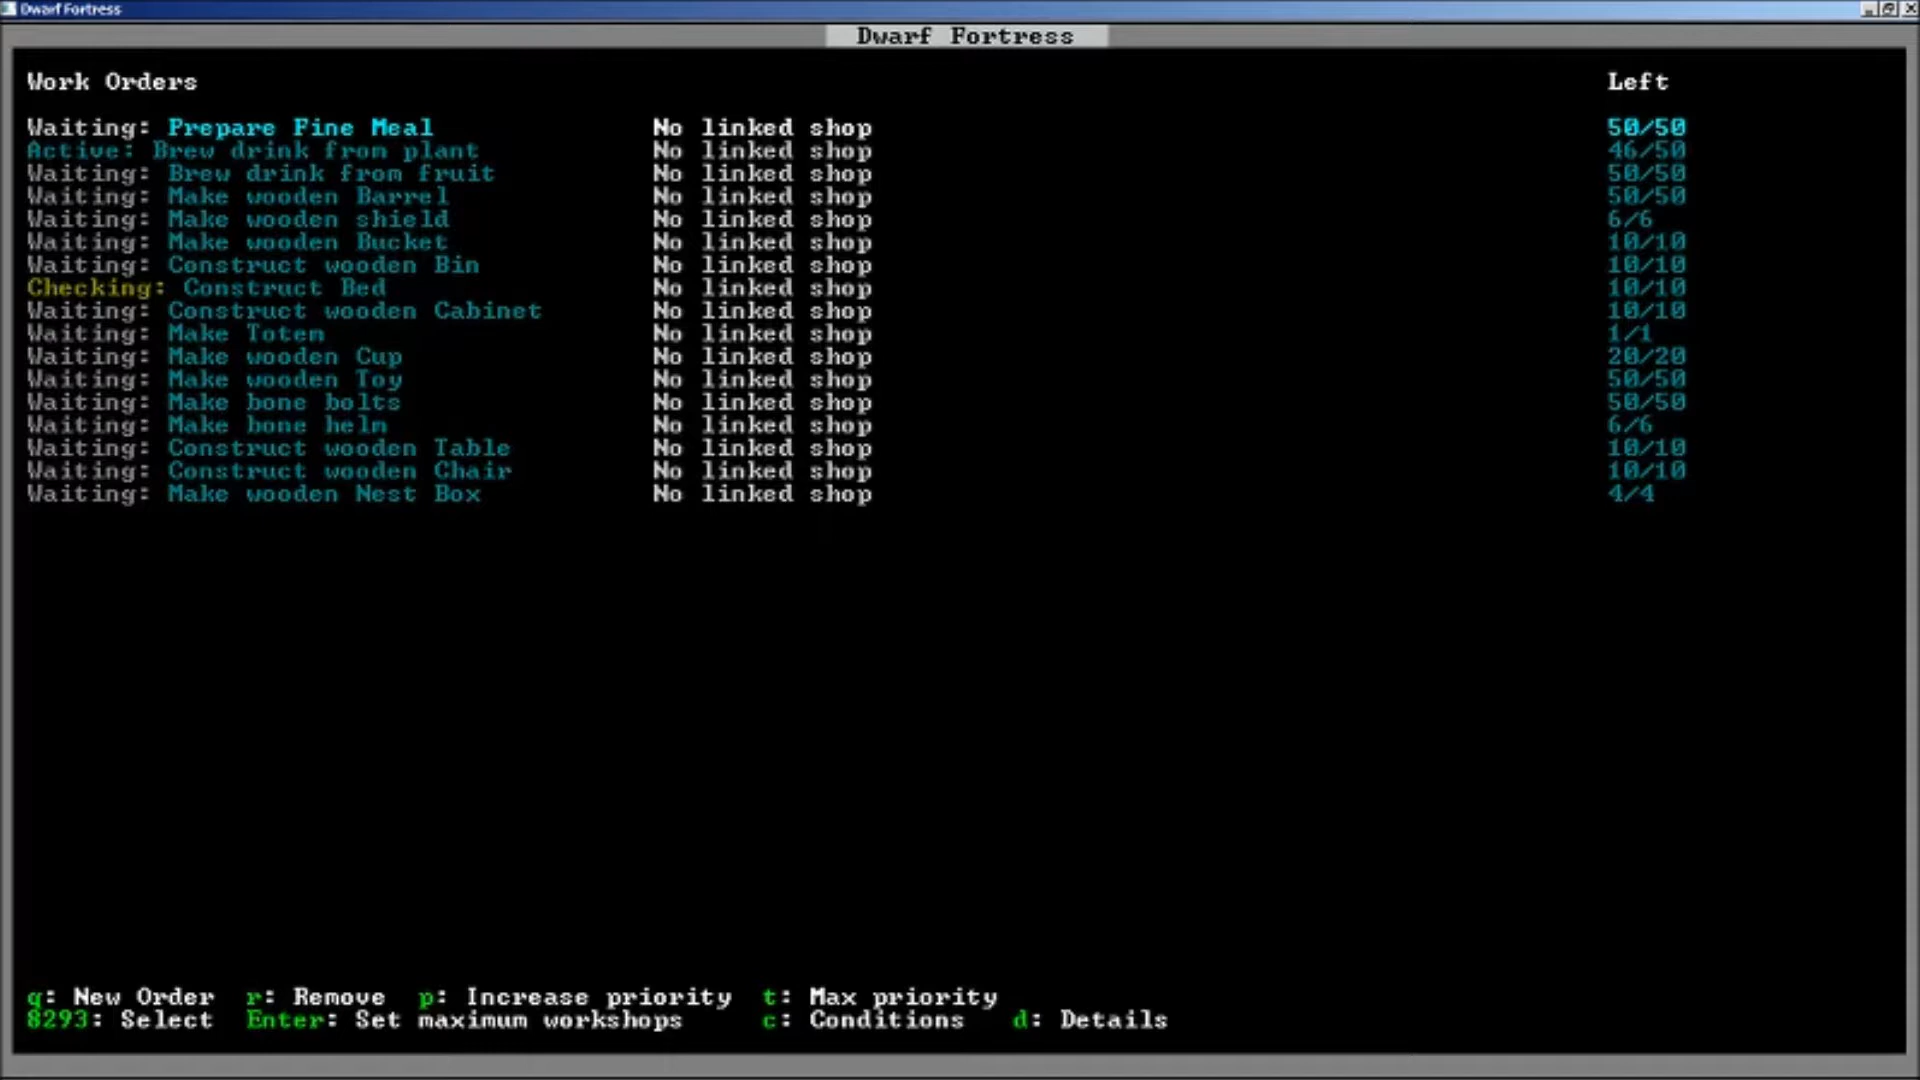 Dwarf Fortress
Dwarf Fortress
Work Orders Left
Waiting: Prepare Fine Meal No linked shop 50/50
Active: Brew drink from plant No linked shop 46/50
Waiting: Brew drink from fruit No linked shop 50/50
Waiting: Make wooden Barrel No linked shop 50/50
Waiting: Make wooden shield No linked shop 6/6
Waiting: Make wooden Bucket No linked shop 10/10
Waiting: Construct wooden Bin No linked shop 10/10
Checking: Construct Bed No linked shop 10/10
Waiting: Construct wooden Cabinet No linked shop 10/10
Waiting: Make Totem No linked shop 1/1
Waiting: Make wooden Cup No linked shop 20/20
Waiting: Make wooden Toy No linked shop 50/50
Waiting: Make bone bolts No linked shop 50/50
Waiting: Make bone helm No linked shop 6/6
Waiting: Construct wooden Table No linked shop 10/10
Waiting: Construct wooden Chair No linked shop 10/10
Waiting: Make wooden Nest Box No linked shop 4/4
q: New Order r: Remove p: Increase priority t: Max priority
8293: Select Enter: Set maximum workshops c: Conditions d: Details